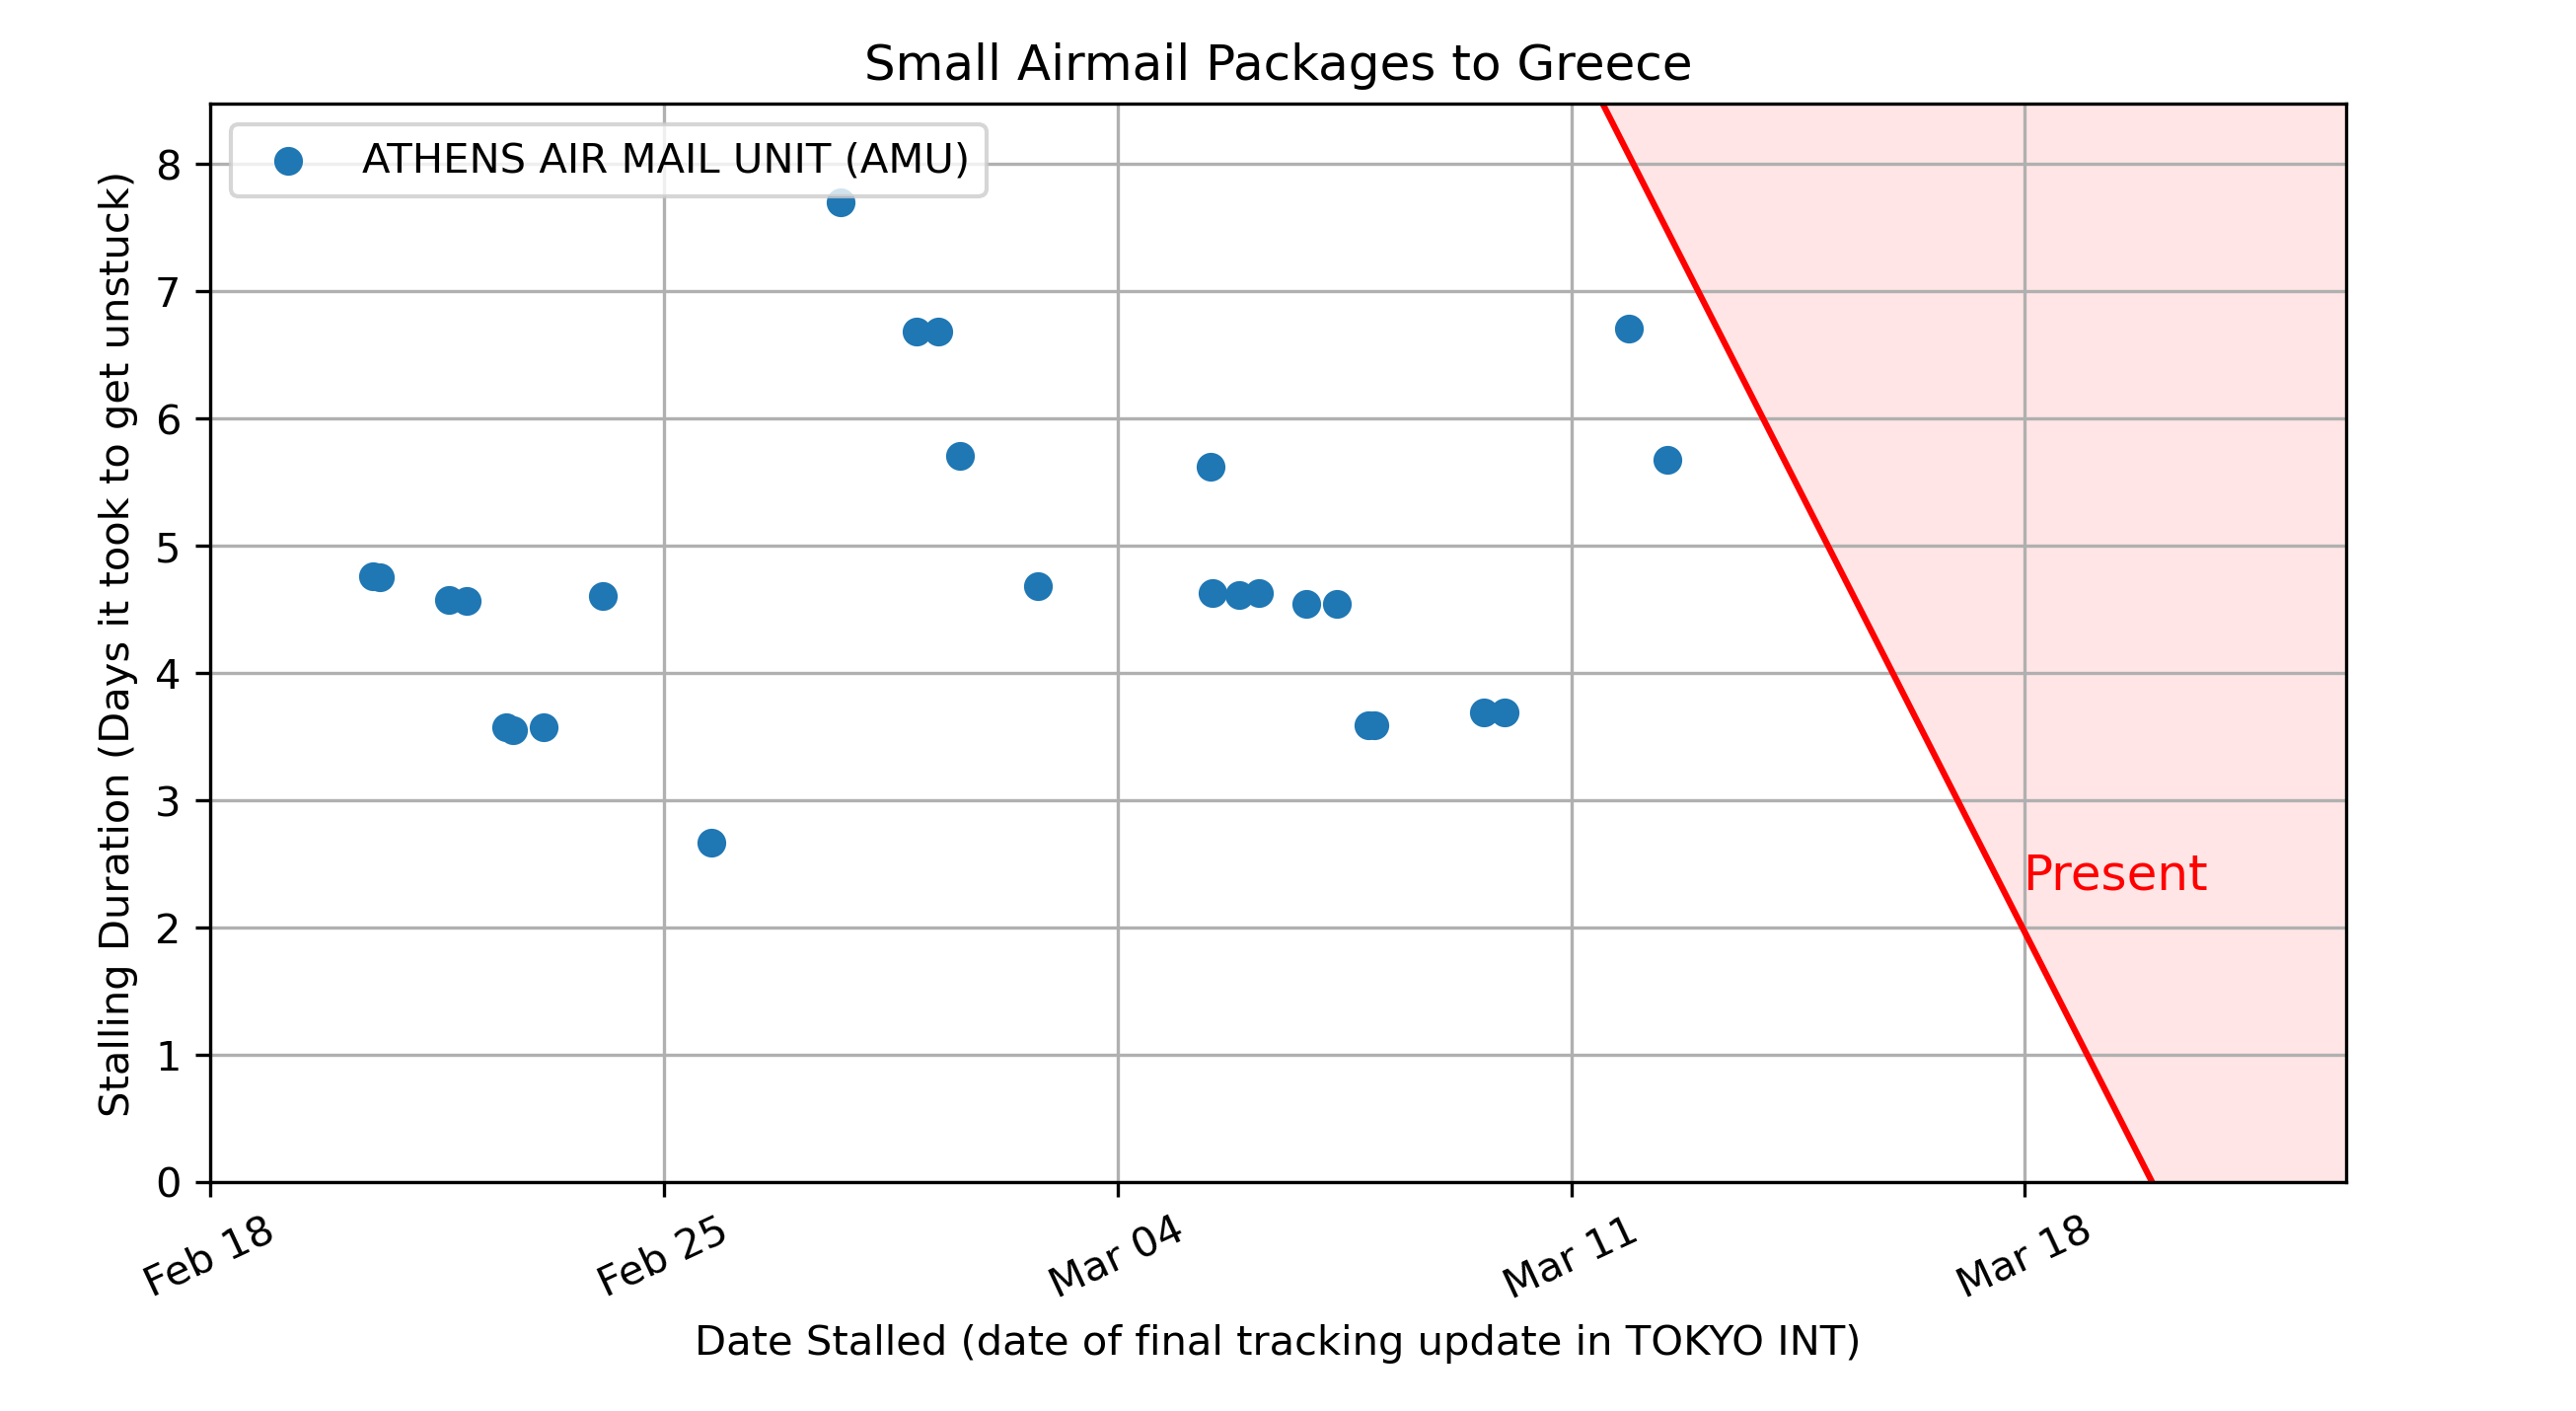 Small Airmail Packages to Greece
ATHENS AIR MAIL UNIT (AMU)
Stalling Duration (Days it took to get unstuck)
8
7
6
5
4
3
2
1
0
Present
Feb 18
Feb 25
Mar 04
Mar 11
Mar 18
Date Stalled (date of final tracking update in TOKYO INT)